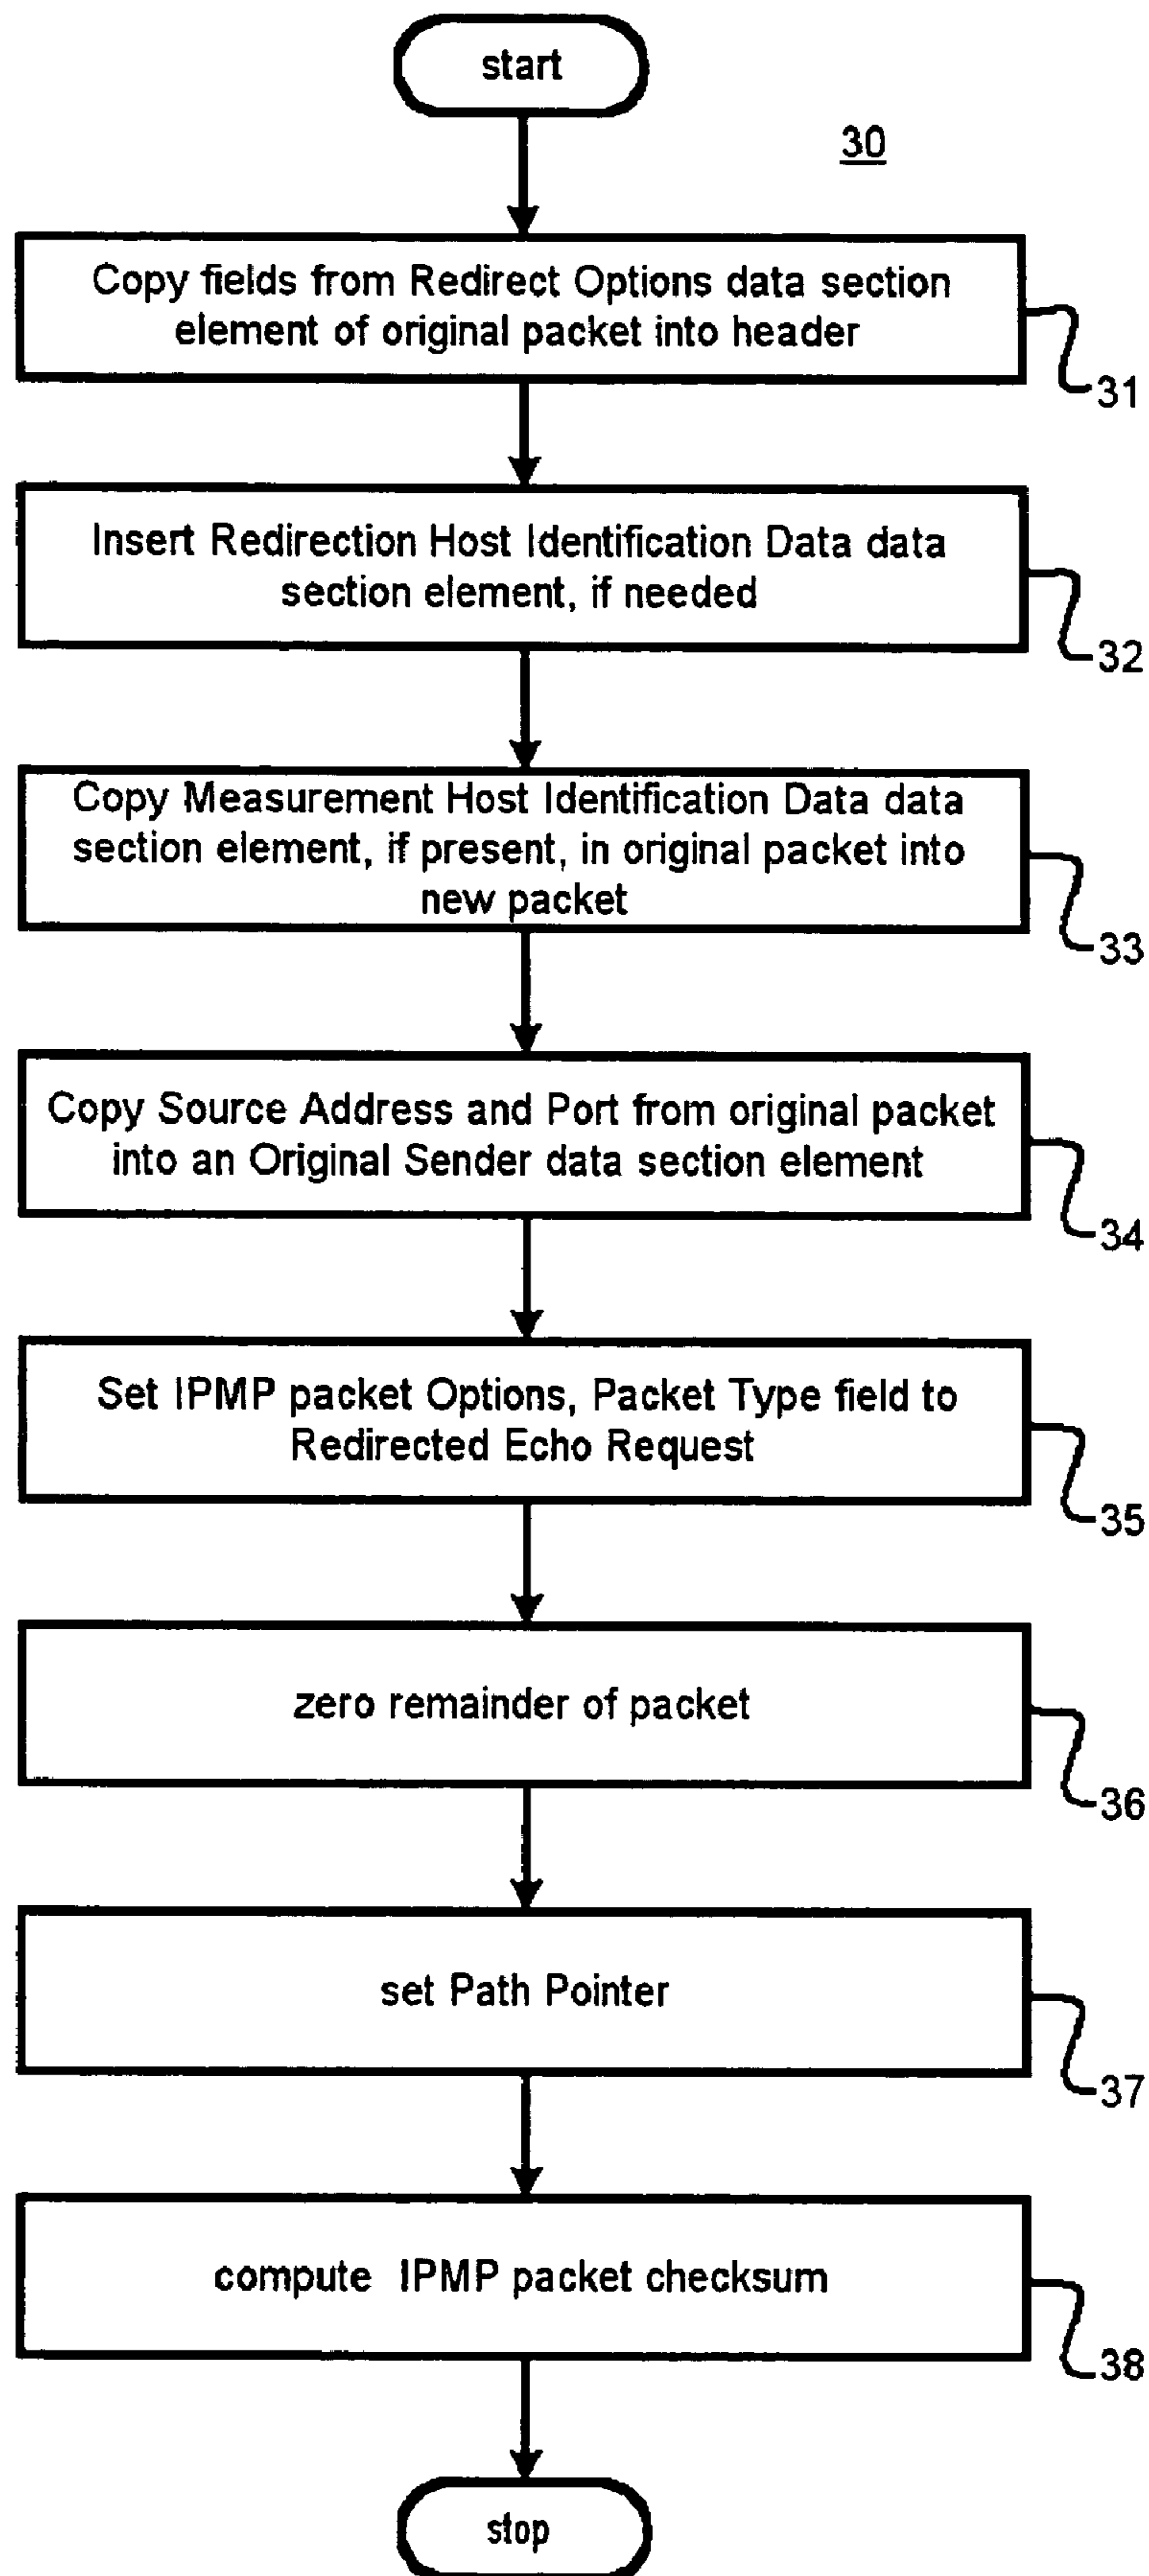 start
30
Copy fields from Redirect Options data section
element of original packet into header
31
Insert Redirection Host Identification Data data
section element, if needed
32
Copy Measurement Host Identification Data data
section element, if present, in original packet into
new packet
33
Copy Source Address and Port from original packet
into an Original Sender data section element
34
Set IPMP packet Options, Packet Type field to
Redirected Echo Request
35
zero remainder of packet
36
set Path Pointer
37
compute IPMP packet checksum
38
stop